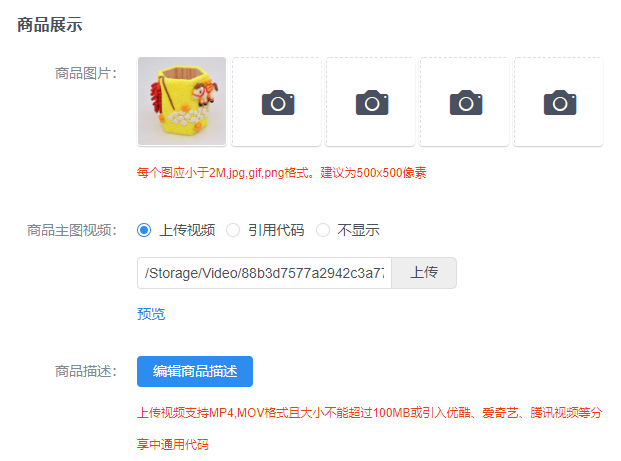 商品展示
商品图片：
每个图应小于2M,jpg,gif,png格式。建议为500x500像素
商品主图视频： 上传视频 引用代码 不显示
/Storage/Video/88b3d7577a2942c3a77 上传
预览
商品描述： 编辑商品描述
上传视频支持MP4,MOV格式且大小不能超过100MB或引入优酷、爱奇艺、腾讯视频等分
享中通用代码